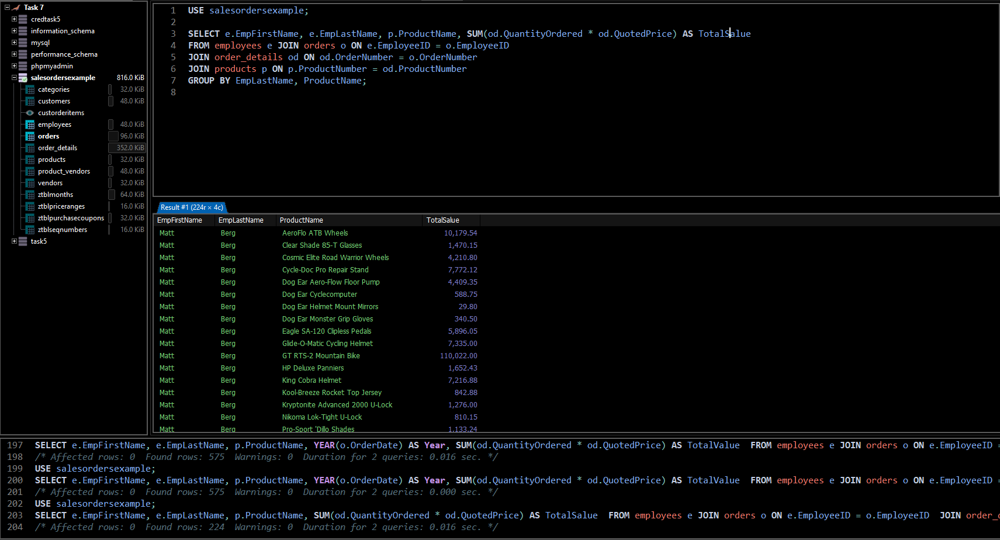 Task 7
credtask5
information_schema
mysql
performance_schema
phpmyadmin
salesordersexample 816.0 KiB
categories 32.0 KiB
customers 48.0 KiB
custorderitems
employees 48.0 KiB
orders 96.0 KiB
order_details 352.0 KiB
products 32.0 KiB
product_vendors 48.0 KiB
vendors 32.0 KiB
ztblmonths 64.0 KiB
ztblpriceranges 16.0 KiB
ztblpurchasecoupons 32.0 KiB
ztblseqnumbers 16.0 KiB
task5
1 USE salesordersexample;
2
3 SELECT e.EmpFirstName, e.EmpLastName, p.ProductName, SUM(od.QuantityOrdered * od.QuotedPrice) AS TotalSalue
4 FROM employees e JOIN orders o ON e.EmployeeID = o.EmployeeID
5 JOIN order_details od ON od.OrderNumber = o.OrderNumber
6 JOIN products p ON p.ProductNumber = od.ProductNumber
7 GROUP BY EmpLastName, ProductName;
8
Result #1 (224r × 4c)
EmpFirstName EmpLastName ProductName TotalSalue
Matt Berg AeroFlo ATB Wheels 10,179.54
Matt Berg Clear Shade 85-T Glasses 1,470.15
Matt Berg Cosmic Elite Road Warrior Wheels 4,210.80
Matt Berg Cycle-Doc Pro Repair Stand 7,772.12
Matt Berg Dog Ear Aero-Flow Floor Pump 4,409.35
Matt Berg Dog Ear Cyclecomputer 588.75
Matt Berg Dog Ear Helmet Mount Mirrors 29.80
Matt Berg Dog Ear Monster Grip Gloves 340.50
Matt Berg Eagle SA-120 Clipless Pedals 5,896.05
Matt Berg Glide-O-Matic Cycling Helmet 7,335.00
Matt Berg GT RTS-2 Mountain Bike 110,022.00
Matt Berg HP Deluxe Panniers 1,652.43
Matt Berg King Cobra Helmet 7,216.88
Matt Berg Kool-Breeze Rocket Top Jersey 842.88
Matt Berg Kryptonite Advanced 2000 U-Lock 1,276.00
Matt Berg Nikoma Lok-Tight U-Lock 810.15
Matt Berg Pro-Sport 'Dillo Shades 1,133.24
197 SELECT e.EmpFirstName, e.EmpLastName, p.ProductName, YEAR(o.OrderDate) AS Year, SUM(od.QuantityOrdered * od.QuotedPrice) AS TotalValue FROM employees e JOIN orders o ON e.EmployeeID =
198 /* Affected rows: 0 Found rows: 575 Warnings: 0 Duration for 2 queries: 0.016 sec. */
199 USE salesordersexample;
200 SELECT e.EmpFirstName, e.EmpLastName, p.ProductName, YEAR(o.OrderDate) AS Year, SUM(od.QuantityOrdered * od.QuotedPrice) AS TotalValue FROM employees e JOIN orders o ON e.EmployeeID =
201 /* Affected rows: 0 Found rows: 575 Warnings: 0 Duration for 2 queries: 0.000 sec. */
202 USE salesordersexample;
203 SELECT e.EmpFirstName, e.EmpLastName, p.ProductName, SUM(od.QuantityOrdered * od.QuotedPrice) AS TotalSalue FROM employees e JOIN orders o ON e.EmployeeID = o.EmployeeID JOIN order_
204 /* Affected rows: 0 Found rows: 224 Warnings: 0 Duration for 2 queries: 0.016 sec. */